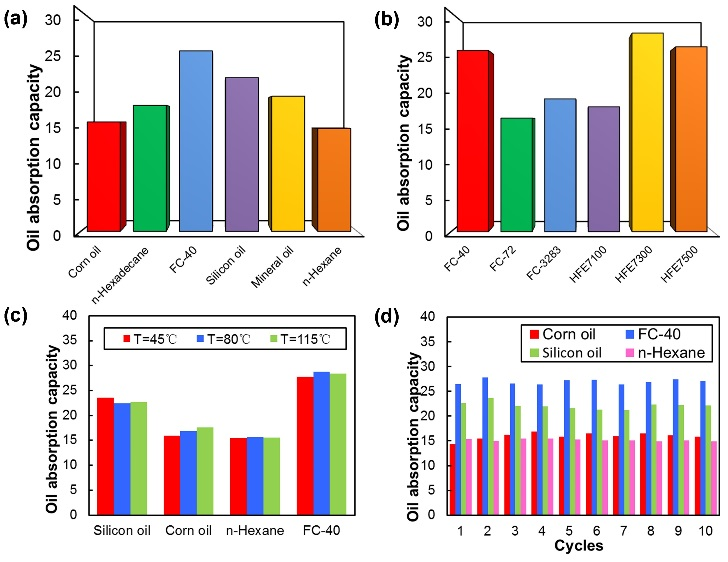 (a)
Oil absorption capacity
30
25
20
15
10
5
0
Corn oil
n-Hexadecane
FC-40
Silicon oil
Mineral oil
n-Hexane
(b)
Oil absorption capacity
30
25
20
15
10
5
0
FC-40
FC-72
FC-3283
HFE7100
HFE7300
HFE7500
(c)
Oil absorption capacity
40
35
30
25
20
15
10
5
0
T=45℃ T=80℃ T=115℃
Silicon oil Corn oil n-Hexane FC-40
(d)
Oil absorption capacity
40
35
30
25
20
15
10
5
0
Corn oil FC-40
Silicon oil n-Hexane
1 2 3 4 5 6 7 8 9 10
Cycles